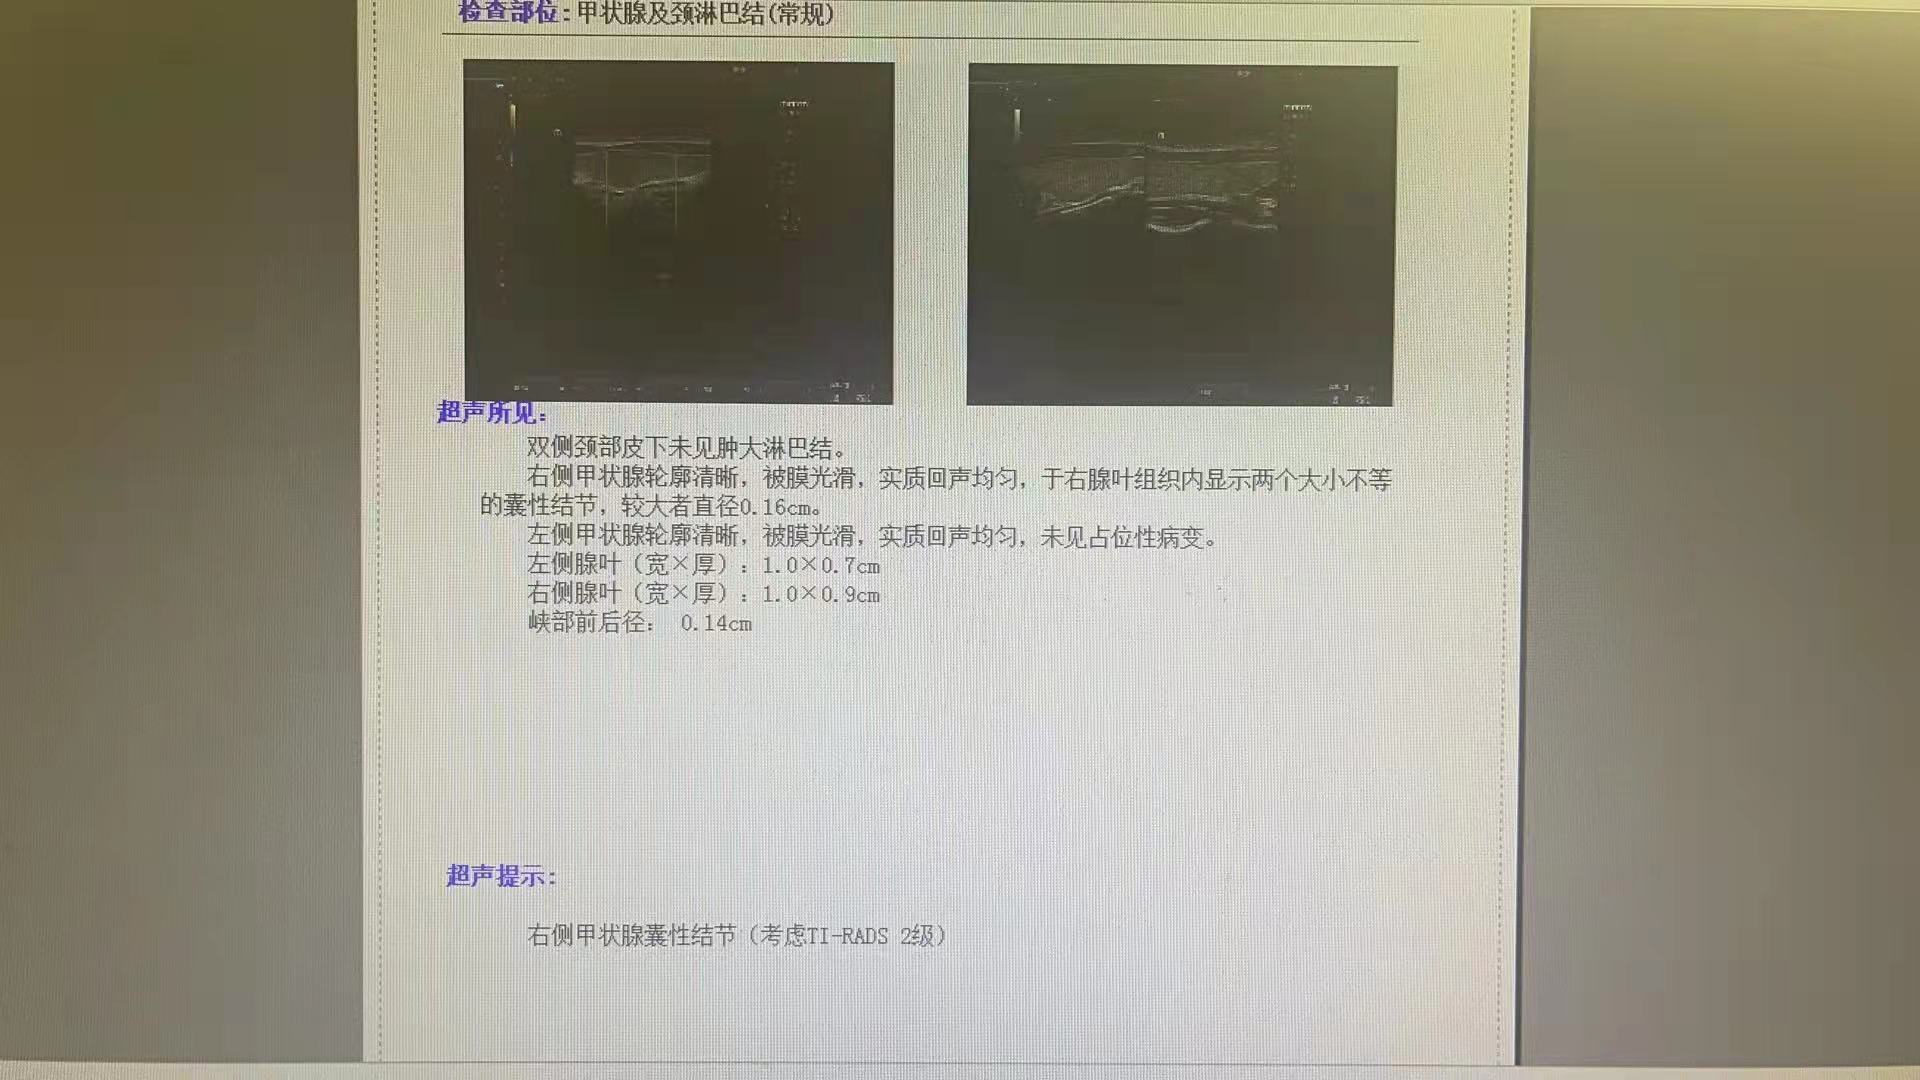 检查部位:甲状腺及颈淋巴结(常规)
超声所见:
双侧颈部皮下未见肿大淋巴结。
右侧甲状腺轮廓清晰，被膜光滑，实质回声均匀，于右腺叶组织内显示两个大小不等
的囊性结节，较大者直径0.16cm。
左侧甲状腺轮廓清晰，被膜光滑，实质回声均匀，未见占位性病变。
左侧腺叶（宽×厚）：1.0×0.7cm
右侧腺叶（宽×厚）：1.0×0.9cm
峡部前后径： 0.14cm
超声提示:
右侧甲状腺囊性结节（考虑TI-RADS 2级）